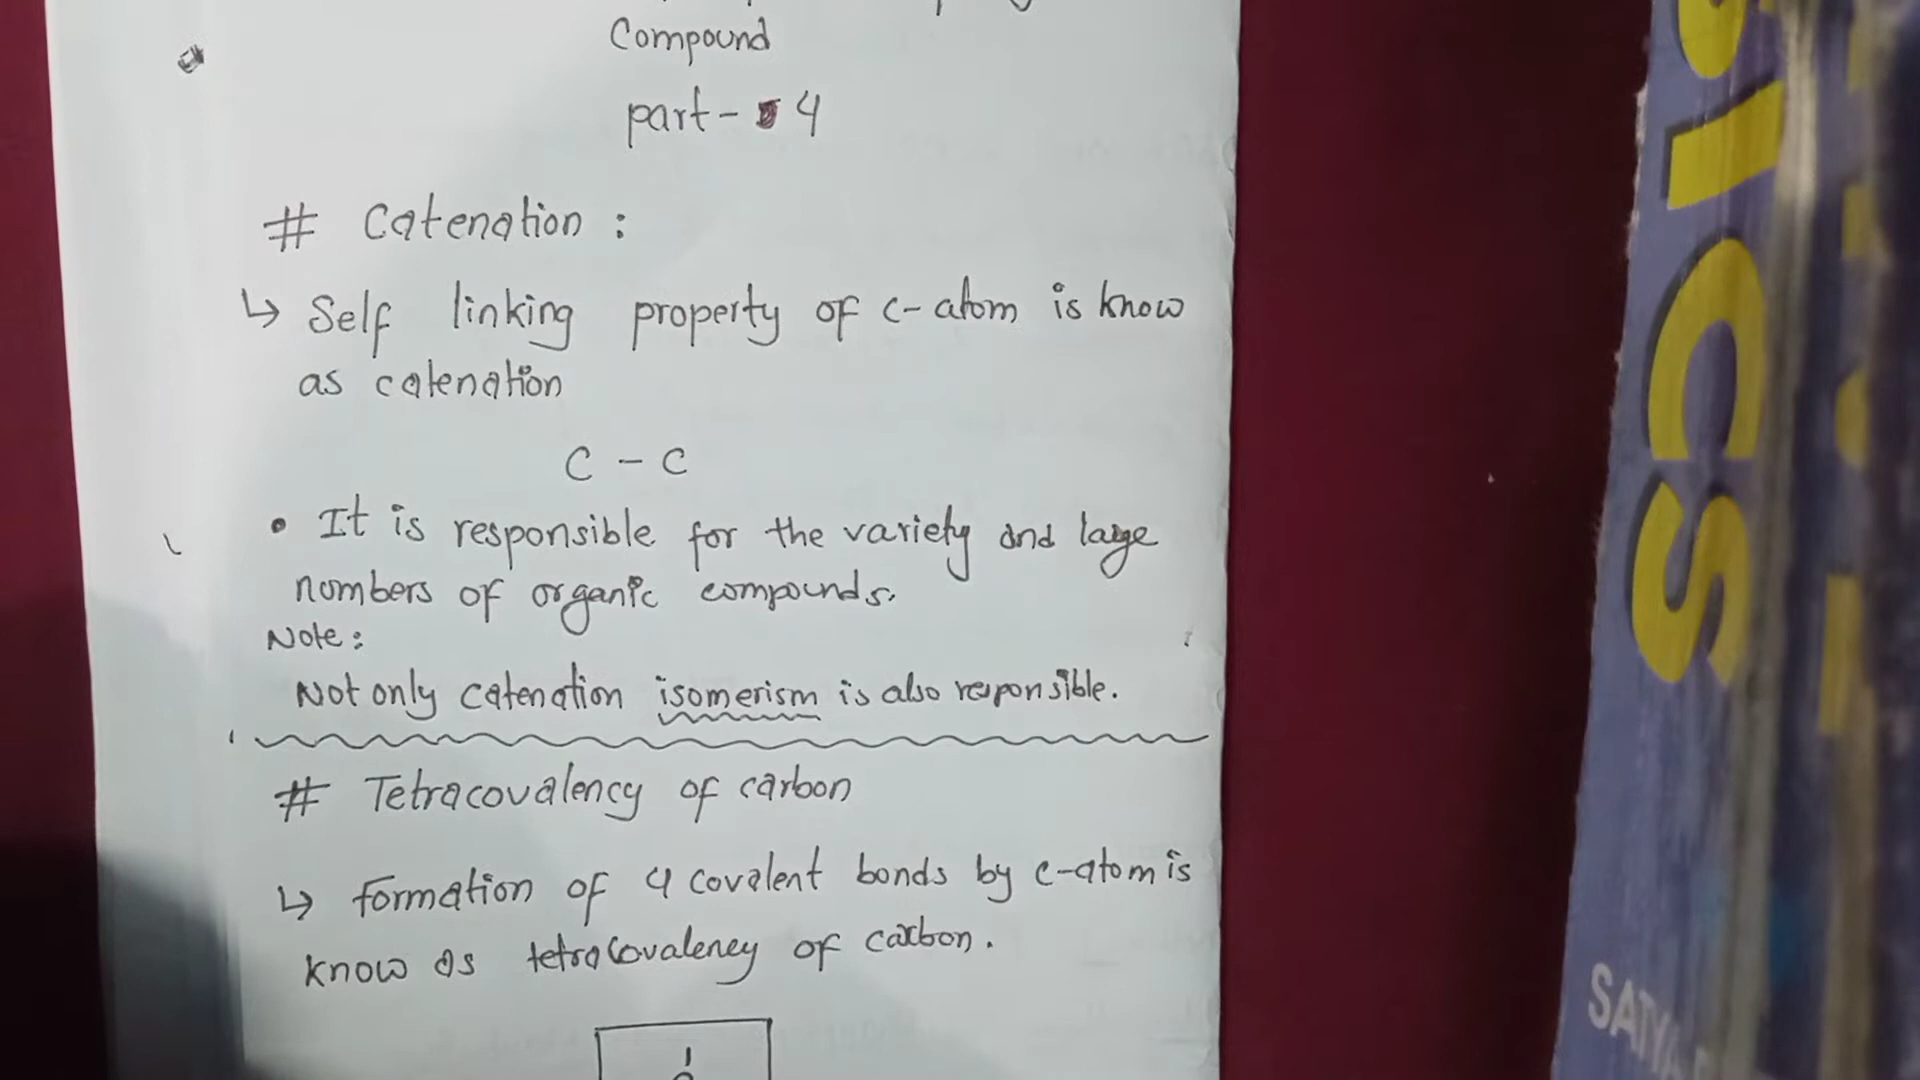 Compound
part - 4
# Catenation :
↳ Self linking property of c-atom is know
as catenation
C - C
• It is responsible for the variety and large
numbers of organic compounds.
Note :
Not only catenation isomerism is also responsible.
# Tetracovalency of carbon
↳ formation of 4 covalent bonds by c-atom is
know as tetracovalency of carbon.
SICS
SATYA